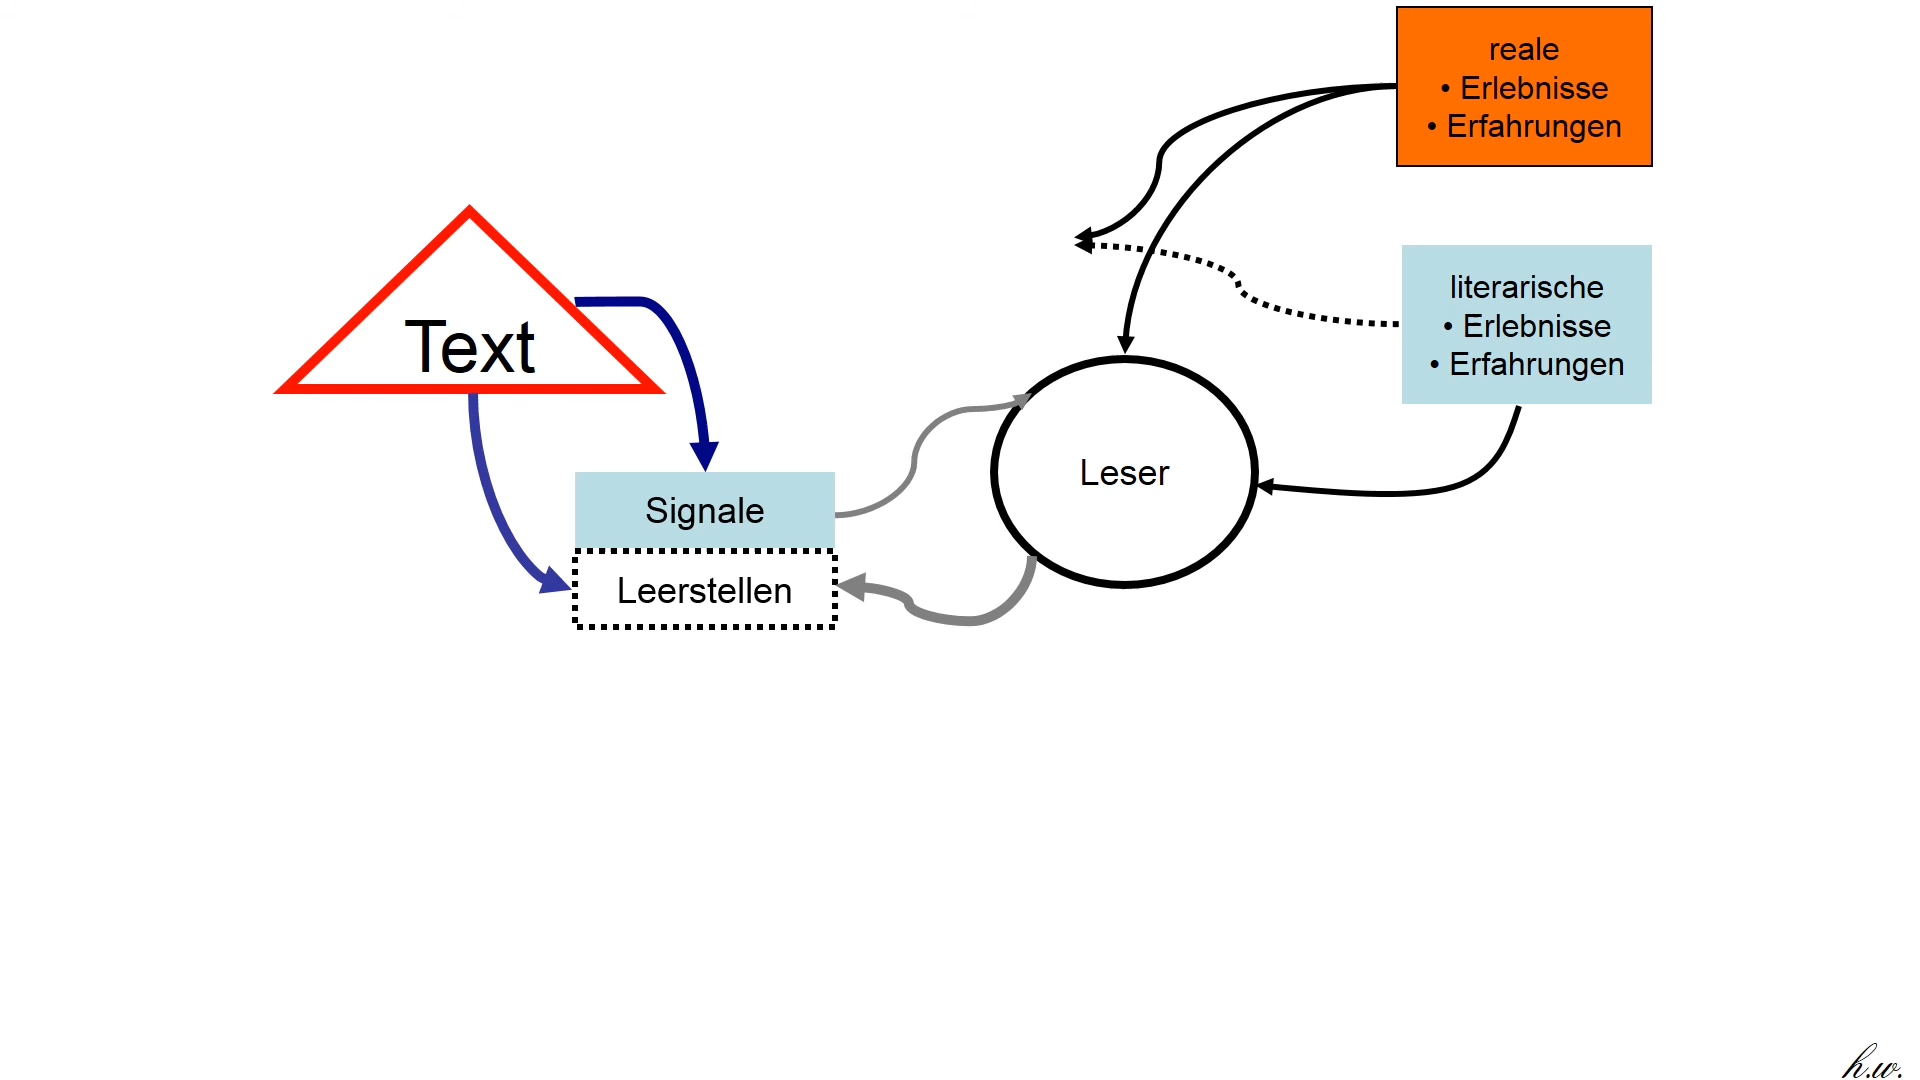 reale
• Erlebnisse
• Erfahrungen
literarische
• Erlebnisse
• Erfahrungen
Text
Leser
Signale
Leerstellen
h.w.